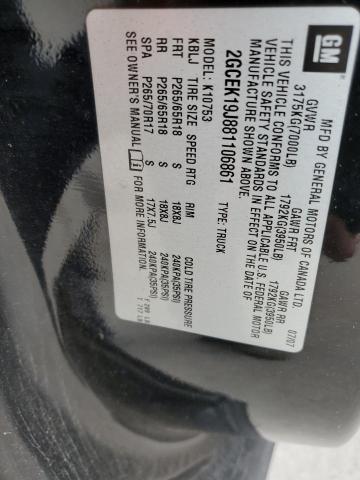 GM
MFD BY GENERAL MOTORS OF CANADA LTD. 07/07
GVWR GAWR FRT GAWR RR
3175KG(7000LB) 1792KG(3950LB) 1792KG(3950LB)
THIS VEHICLE CONFORMS TO ALL APPLICABLE U.S. FEDERAL MOTOR
VEHICLE SAFETY STANDARDS IN EFFECT ON THE DATE OF
MANUFACTURE SHOWN ABOVE.
2GCEK19J881106861 TYPE: TRUCK
MODEL: K10753
KBLJ TIRE SIZE SPEED RTG RIM COLD TIRE PRESSURE
FRT P265/65R18 S 18X8J 240KPA(35PSI)
RR P265/65R18 S 18X8J 240KPA(35PSI)
SPA P265/70R17 S 17X7.5J 240KPA(35PSI)
SEE OWNER'S MANUAL FOR MORE INFORMATION.